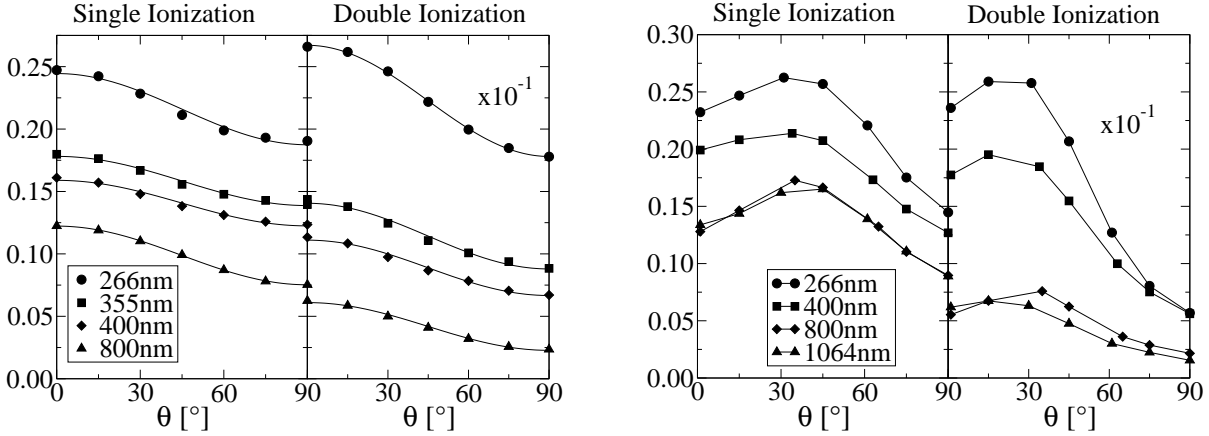 Single Ionization Double Ionization
0.25
0.20
0.15
0.10
0.05
0.00
x10-1
266nm
355nm
400nm
800nm
0 30 60 90 30 60 90
θ [°] θ [°]
Single Ionization Double Ionization
0.30
0.25
0.20
0.15
0.10
0.05
0.00
x10-1
266nm
400nm
800nm
1064nm
0 30 60 90 30 60 90
θ [°] θ [°]